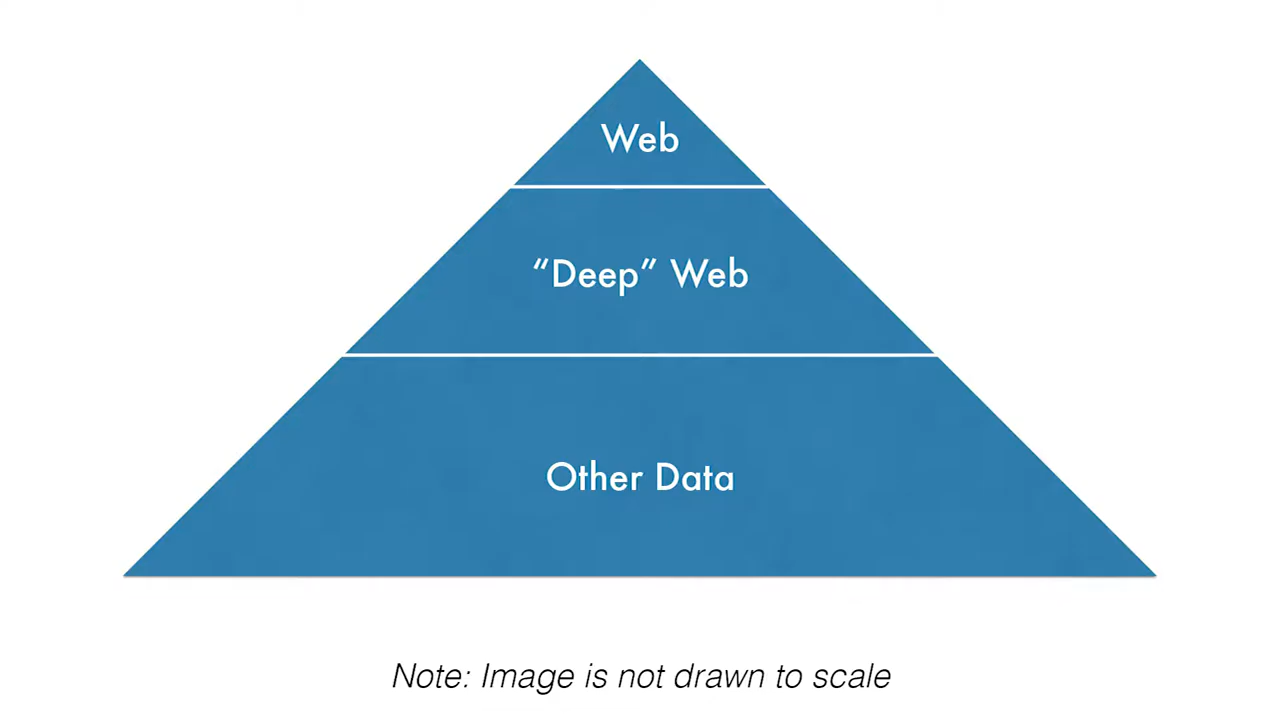 Web
“Deep” Web
Other Data
Note: Image is not drawn to scale